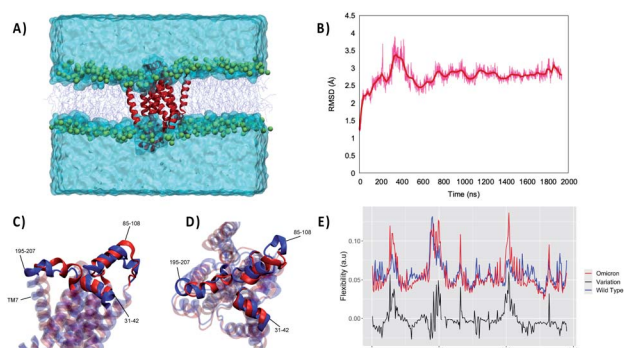 A)
B)
RMSD (Å)
5
4.5
4
3.5
3
2.5
2
1.5
1
0.5
0
0 200 400 600 800 1000 1200 1400 1600 1800 2000
Time (ns)
C)
85-108
195-207
TM7
31-42
D)
85-108
195-207
31-42
E)
Flexibility (a.u)
0.10
0.05
0.00
Omicron
Variation
Wild Type